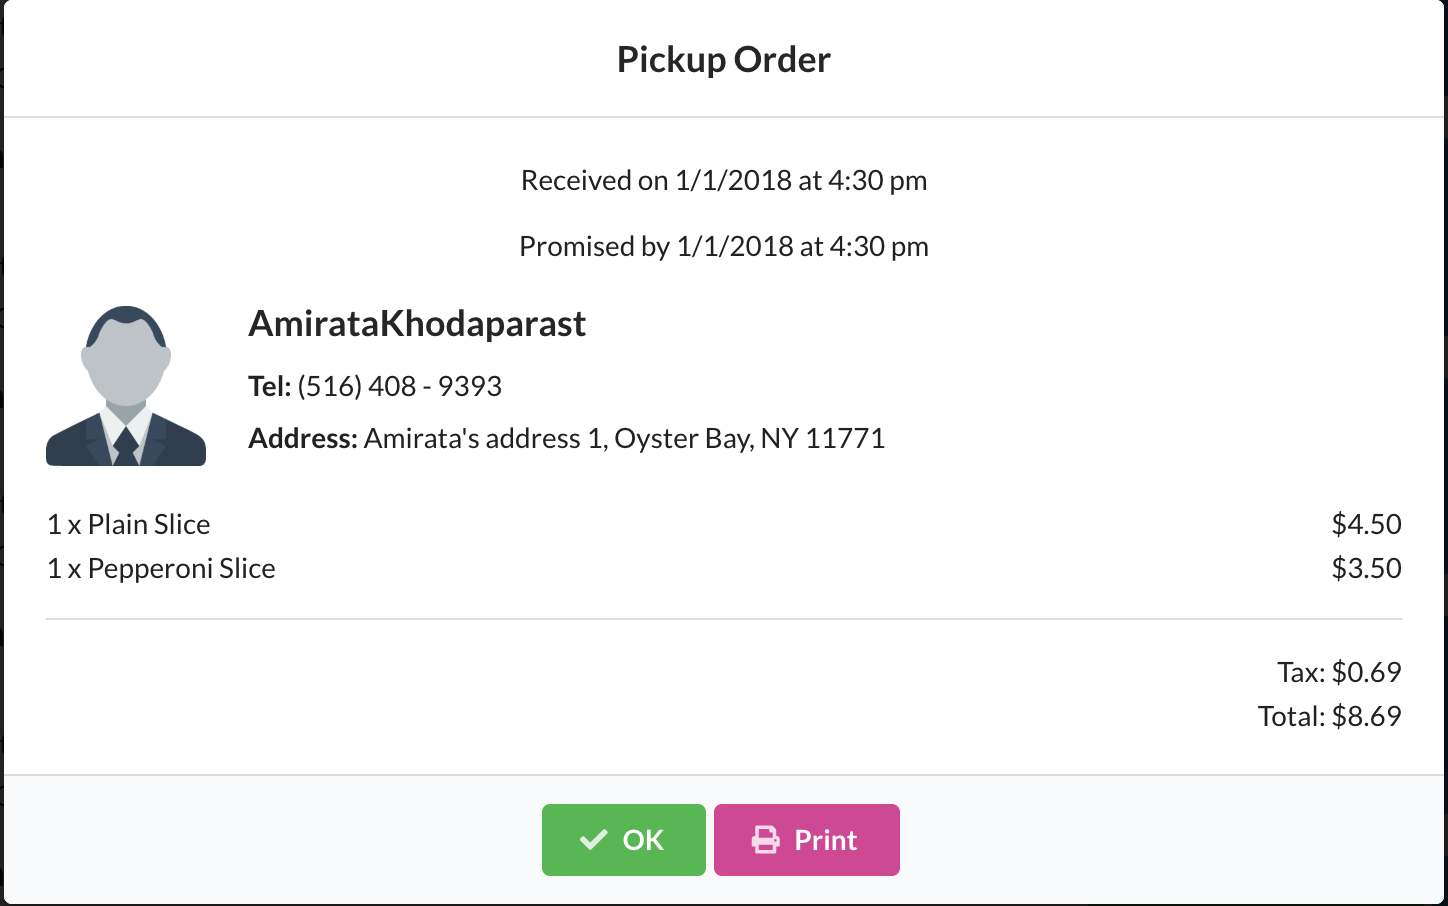 Pickup Order
Received on 1/1/2018 at 4:30 pm
Promised by 1/1/2018 at 4:30 pm
AmirataKhodaparast
Tel: (516) 408 - 9393
Address: Amirata's address 1, Oyster Bay, NY 11771
1 x Plain Slice $4.50
1 x Pepperoni Slice $3.50
Tax: $0.69
Total: $8.69
OK Print